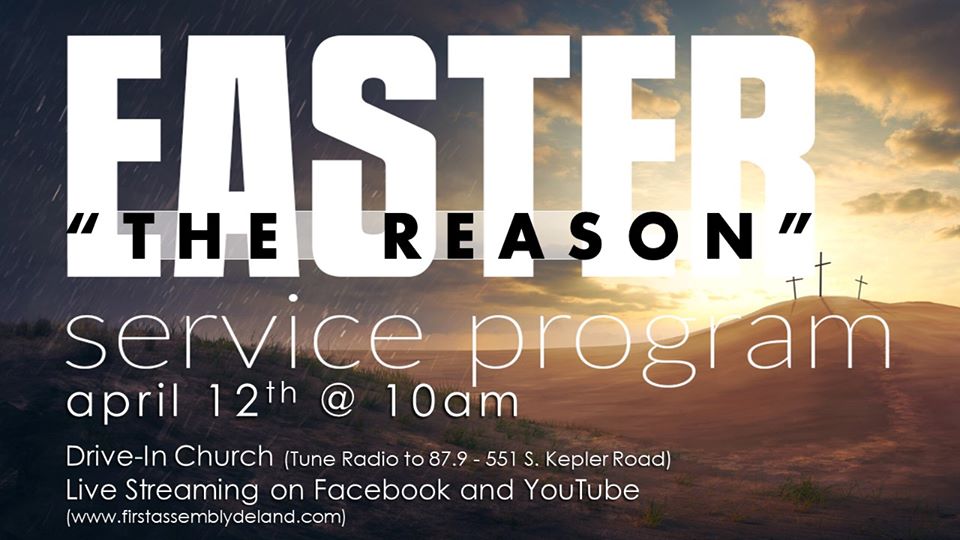 EASTER
“THE REASON”
service program
april 12th @ 10am
Drive-In Church (Tune Radio to 87.9 - 551 S. Kepler Road)
Live Streaming on Facebook and YouTube
(www.firstassemblydeland.com)